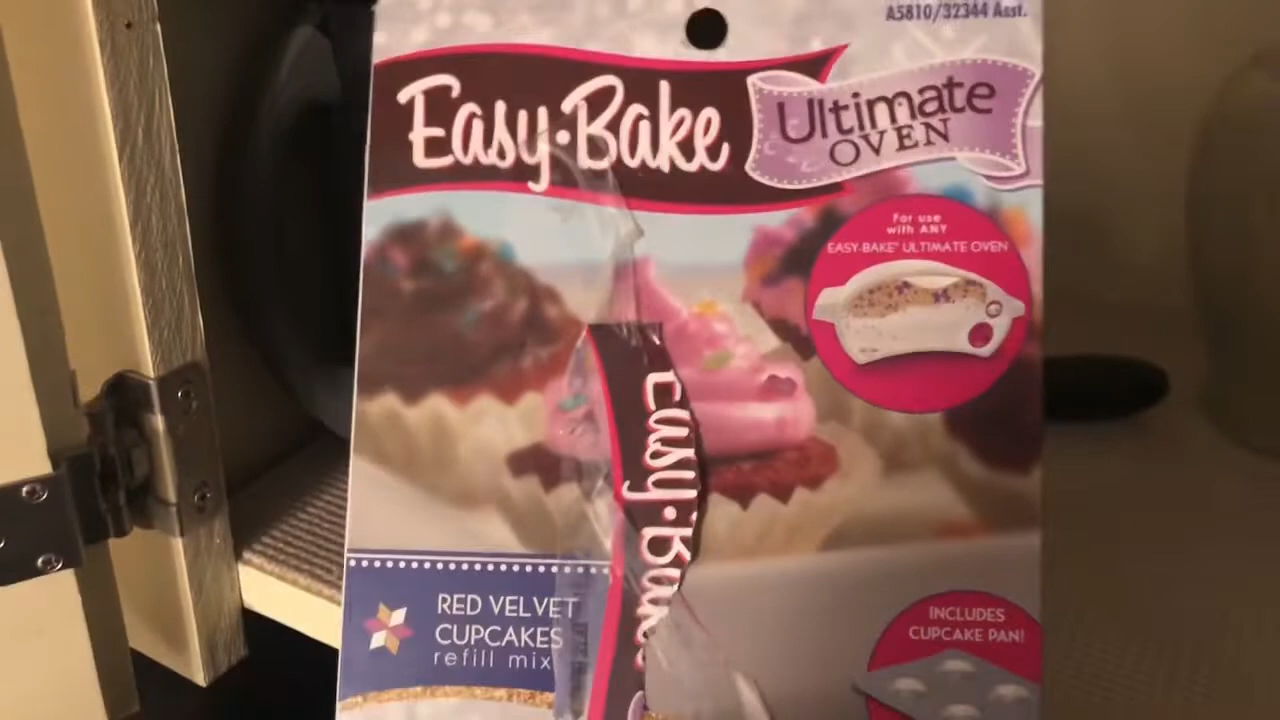 A5810/32344 Asst.
Easy·Bake
Ultimate
OVEN
For use
with ANY
EASY-BAKE® ULTIMATE OVEN
Easy·Bake
RED VELVET
CUPCAKES
refill mix
INCLUDES
CUPCAKE PAN!